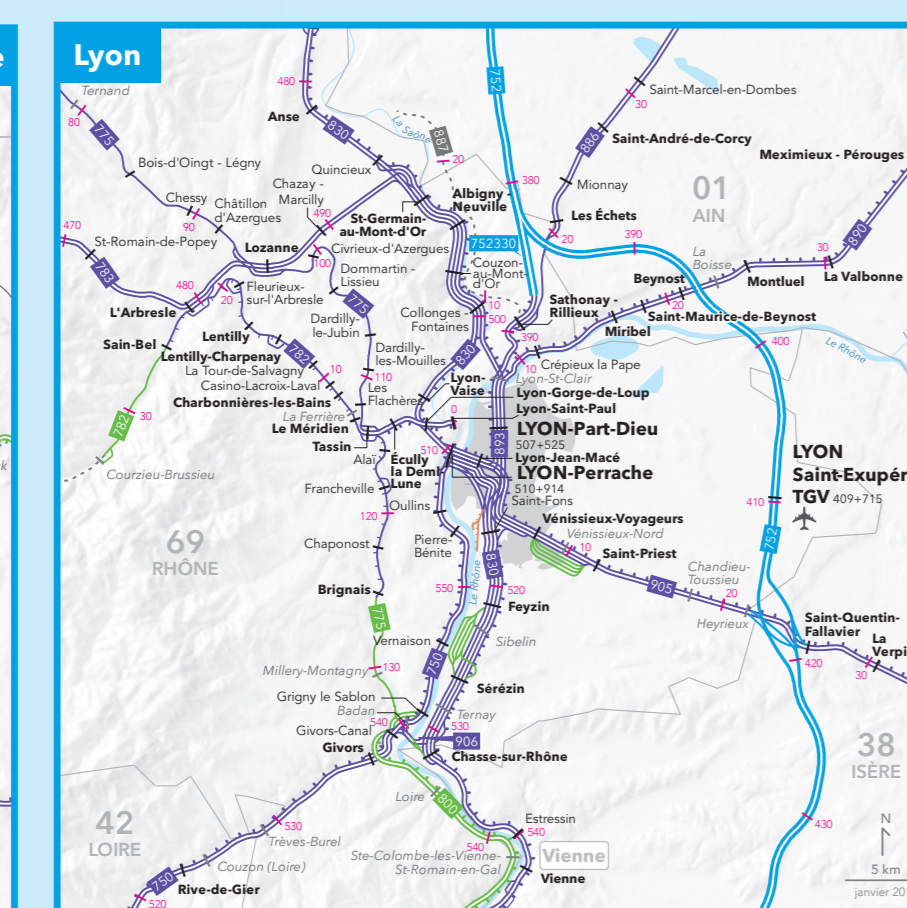 e
Lyon
Ternand
80
775
Bois-d'Oingt - Légny
Chessy
90
Châtillon
d'Azergues
470
783
St-Romain-de-Popey
480
Anse
830
La Saône
887
20
Quincieux
Chazay -
Marcilly
490
St-Germain-
au-Mont-d'Or
Lozanne
Civrieux-d'Azergues
100
Dommartin -
Lissieu
480
20
Fleurieux-
sur-l'Arbresle
L'Arbresle
Sain-Bel
775
Dardilly-
le-Jubin
Lentilly
Lentilly-Charpenay
782
La Tour-de-Salvagny
10
Casino-Lacroix-Laval
Charbonnières-les-Bains
Dardilly-
les-Mouilles
110
Les
Flachères
La Ferrière
Le Méridien
Tassin
782
30
Courzieu-Brussieu
k
752
380
Albigny -
Neuville
752330
Couzon-
au-Mont-
d'Or
Collonges -
Fontaines
10
500
830
390
10
886
30
Saint-Marcel-en-Dombes
Saint-André-de-Corcy
Mionnay
Les Échets
20
390
01
AIN
Meximieux - Pérouges
890
30
La Valbonne
Montluel
La
Boisse
Beynost
20
Saint-Maurice-de-Beynost
Miribel
Sathonay -
Rillieux
Crépieux la Pape
Le Rhône
400
Lyon-St-Clair
Lyon-
Vaise
0
Lyon-Gorge-de-Loup
Lyon-Saint-Paul
LYON-Part-Dieu
507+525
893
Lyon-Jean-Macé
LYON-Perrache
510+914
510
Saint-Fons
Alaï
Écully
la Demi
Lune
Francheville
Oullins
120
Chaponost
Pierre-
Bénite
Vénissieux-Voyageurs
Vénissieux-Nord
10
Saint-Priest
905
Chandieu-
Toussieu
20
Heyrieux
LYON
Saint-Exupér
TGV 409+715
410
752
Saint-Quentin-
Fallavier
La
Verpi
420
30
69
RHÔNE
Brignais
775
Le Rhône
550
830
520
Feyzin
Vernaison
750
Sibelin
Millery-Montagny
130
Sérézin
Grigny le Sablon
Badan
540
Ternay
530
Givors-Canal
Givors
906
Chasse-sur-Rhône
Loire
800
Estressin
540
540
Ste-Colombe-les-Vienne-
St-Romain-en-Gal
Vienne
Vienne
42
LOIRE
530
Trèves-Burel
Couzon (Loire)
750
Rive-de-Gier
520
38
ISÈRE
430
N
5 km
janvier 20